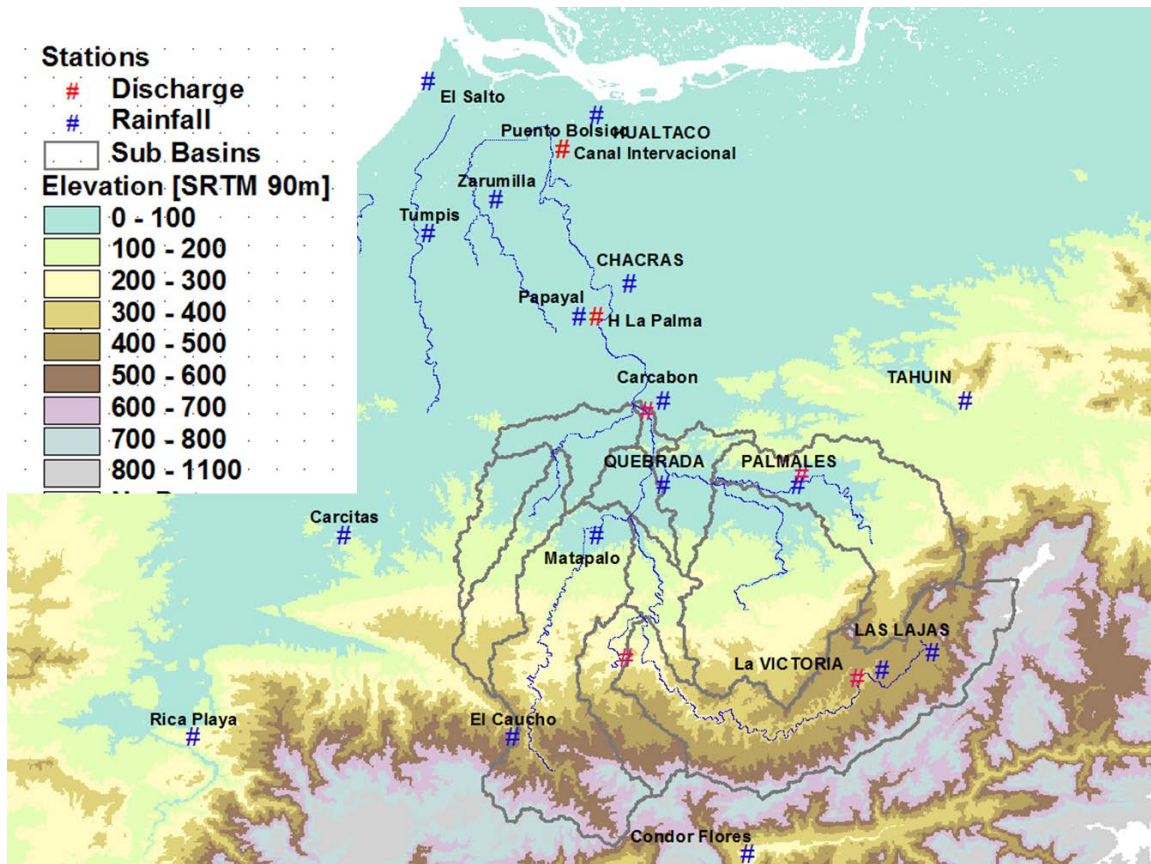 Stations
# Discharge
# Rainfall
Sub Basins
Elevation [SRTM 90m]
0 - 100
100 - 200
200 - 300
300 - 400
400 - 500
500 - 600
600 - 700
700 - 800
800 - 1100
El Salto
Puento Bolsico
HUALTACO
Canal Intervacional
Zarumilla
Tumpis
CHACRAS
Papayal
H La Palma
Carcabon
TAHUIN
QUEBRADA
PALMALES
Carcitas
Matapalo
LAS LAJAS
La VICTORIA
Rica Playa
El Caucho
Condor Flores